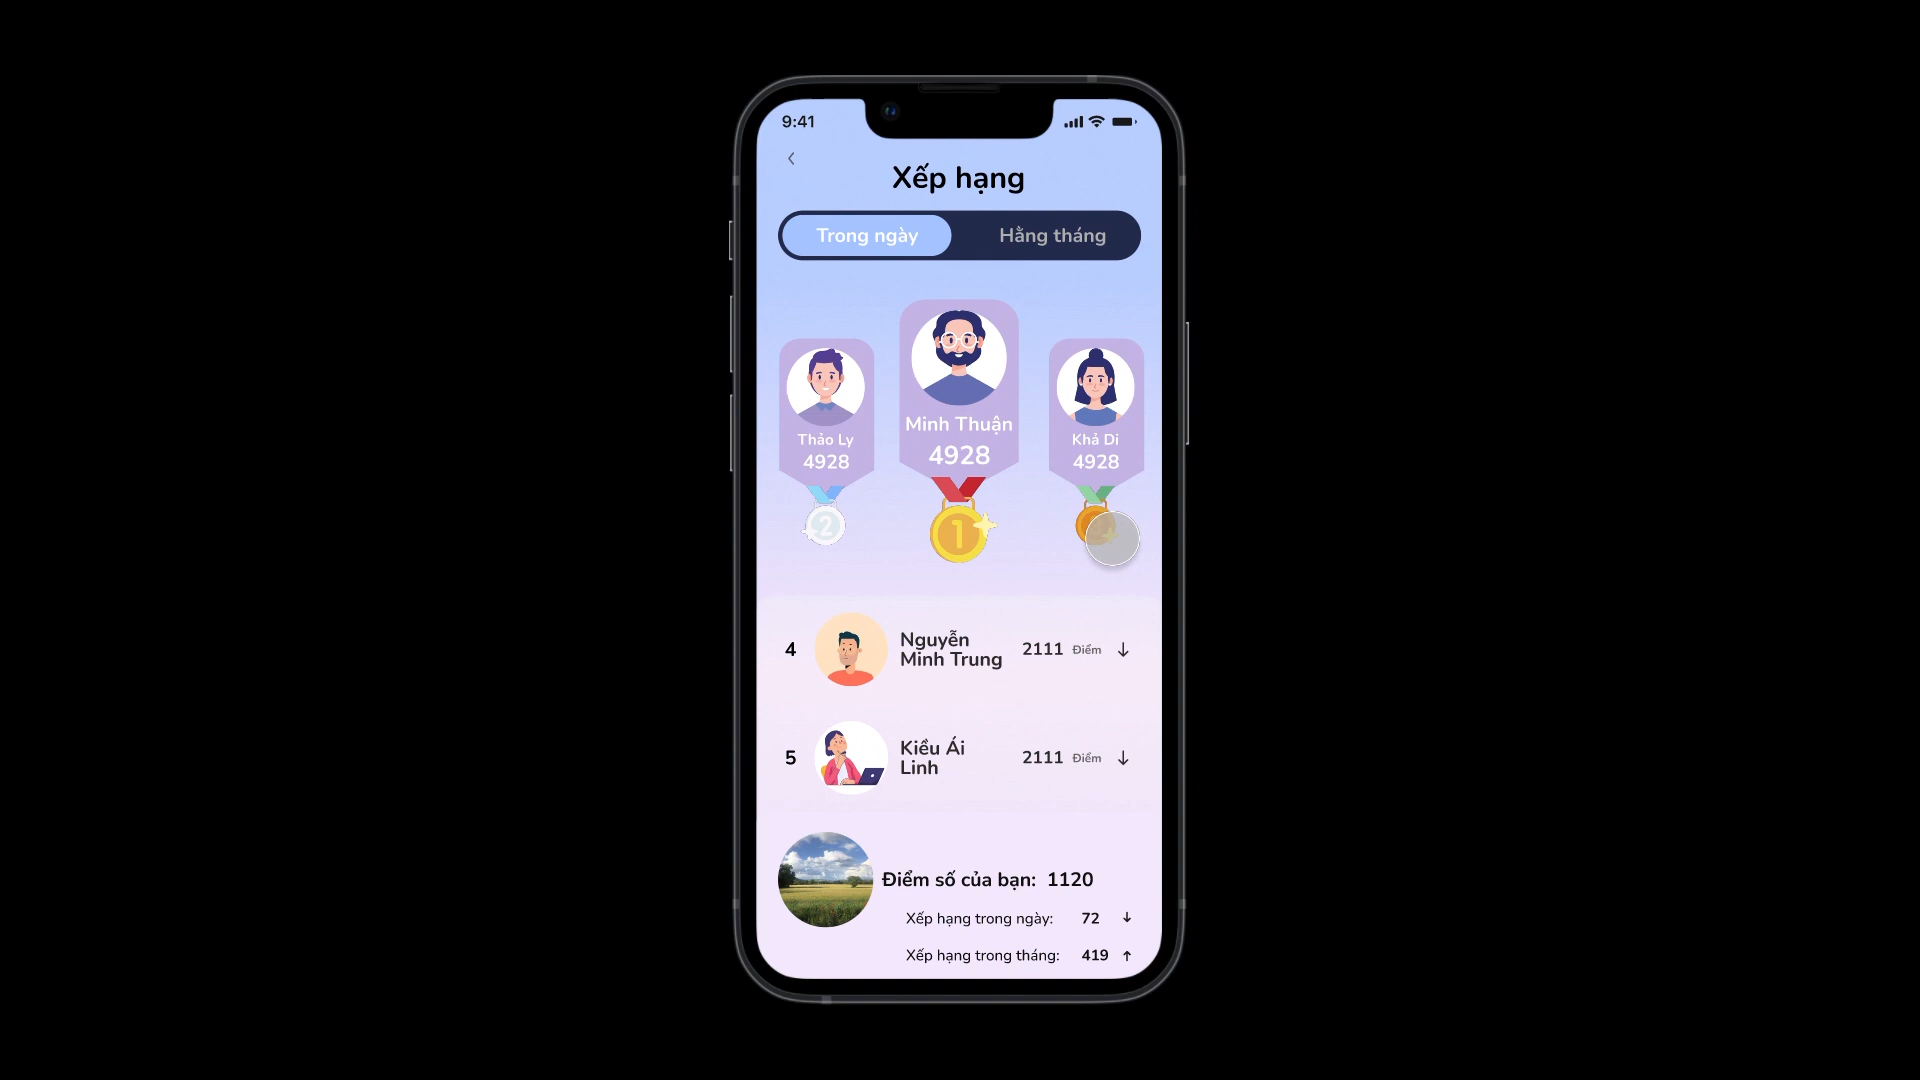 9:41
Xếp hạng
Trong ngày
Hằng tháng
Thảo Ly
4928
Minh Thuận
4928
Khả Di
4928
2
1
4
Nguyễn
Minh Trung
2111 Điểm
5
Kiều Ái
Linh
2111 Điểm
Điểm số của bạn: 1120
Xếp hạng trong ngày: 72
Xếp hạng trong tháng: 419